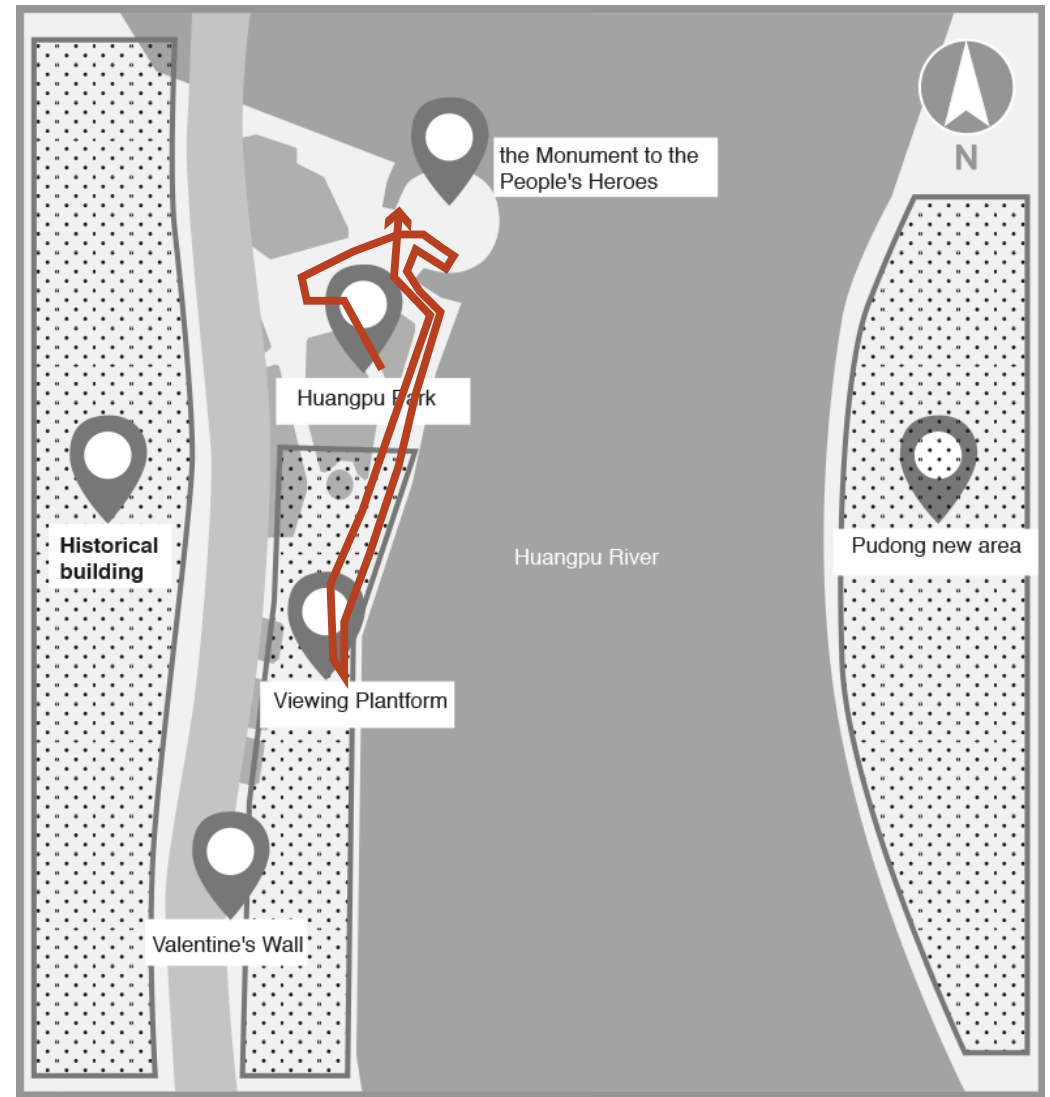 the Monument to the
People's Heroes
N
Huangpu Park
Historical
building
Huangpu River
Pudong new area
Viewing Plantform
Valentine's Wall